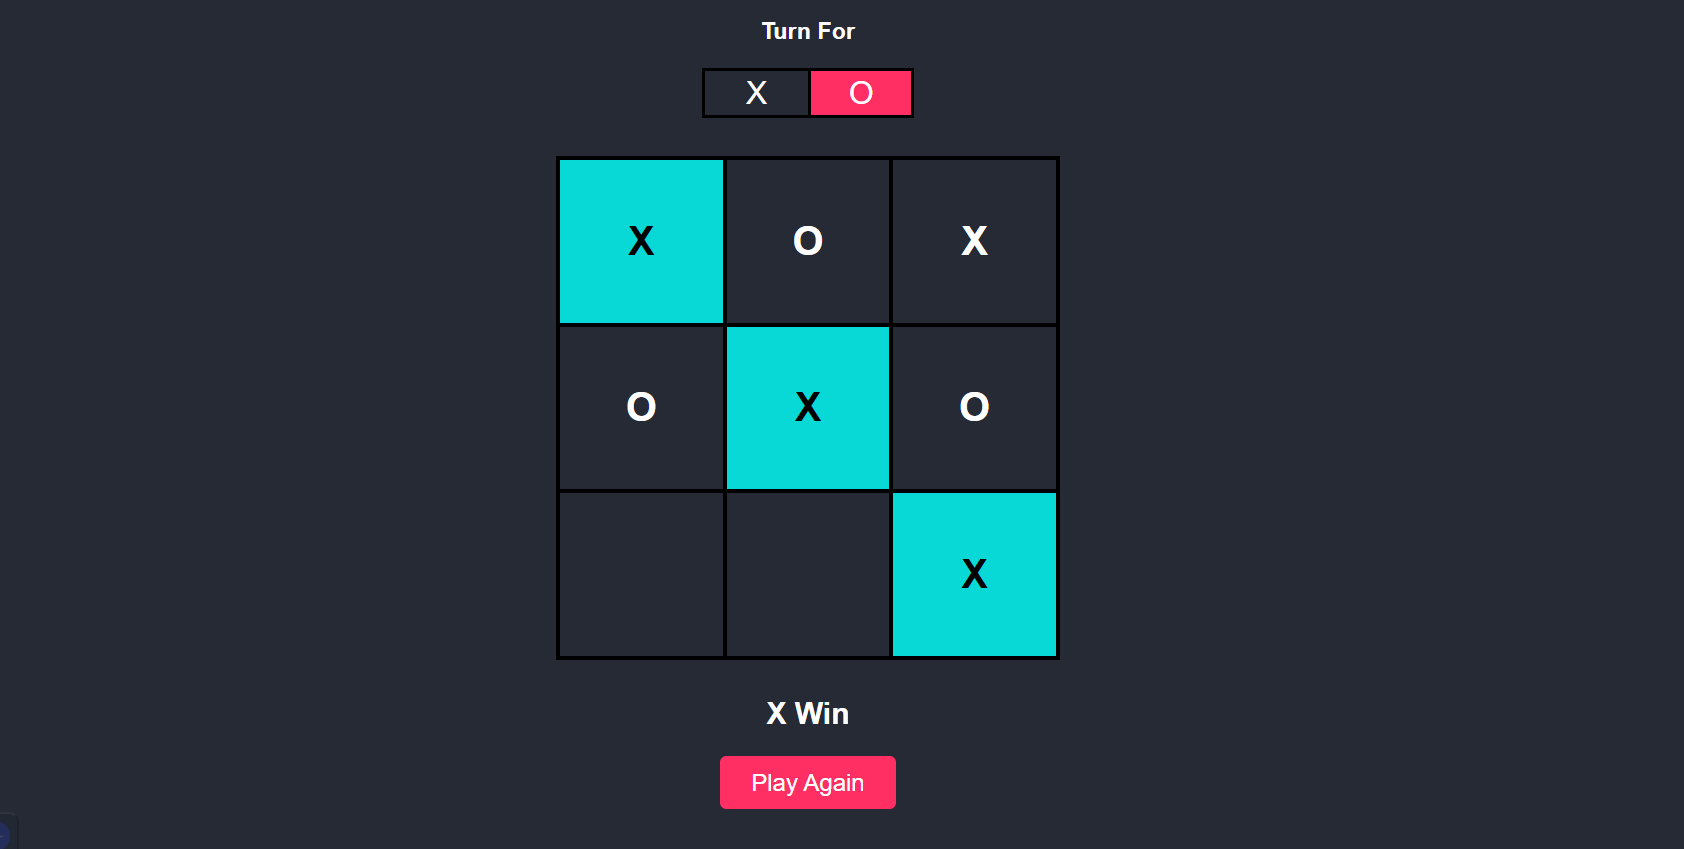 Turn For
X O
X O X
O X O
X
X Win
Play Again